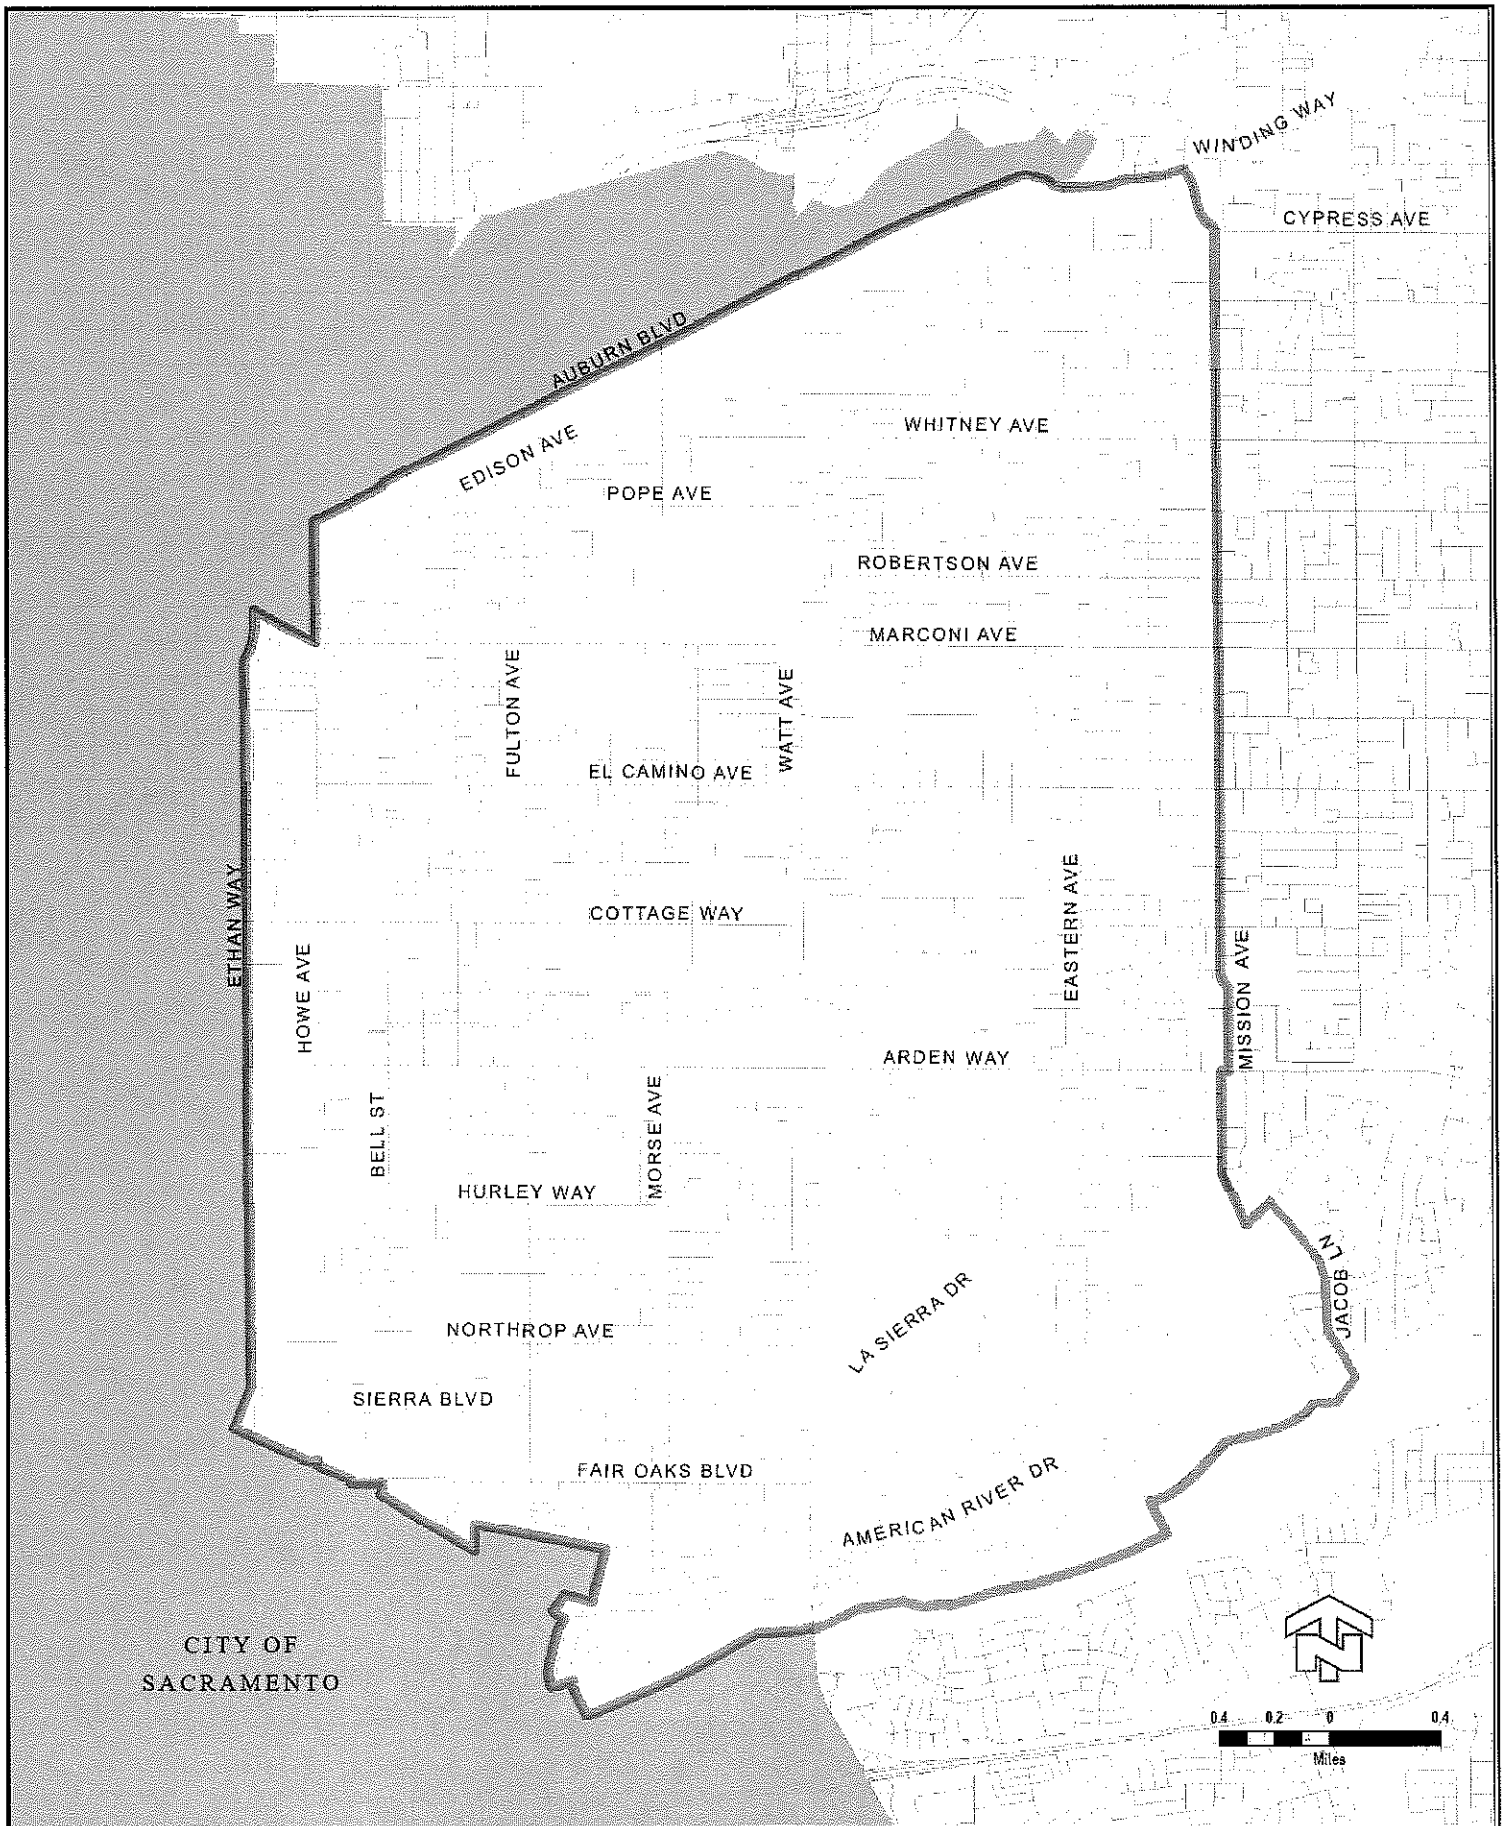 WINDING WAY
CYPRESS AVE
AUBURN BLVD
WHITNEY AVE
EDISON AVE
POPE AVE
ROBERTSON AVE
MARCONI AVE
FULTON AVE
WATT AVE
EL CAMINO AVE
ETHAN WAY
COTTAGE WAY
EASTERN AVE
HOWE AVE
MISSION AVE
ARDEN WAY
BELL ST
MORSE AVE
HURLEY WAY
JACOB LN
LA SIERRA DR
NORTHROP AVE
SIERRA BLVD
FAIR OAKS BLVD
AMERICAN RIVER DR
CITY OF
SACRAMENTO
N
0.4 0.2 0 0.4
Miles